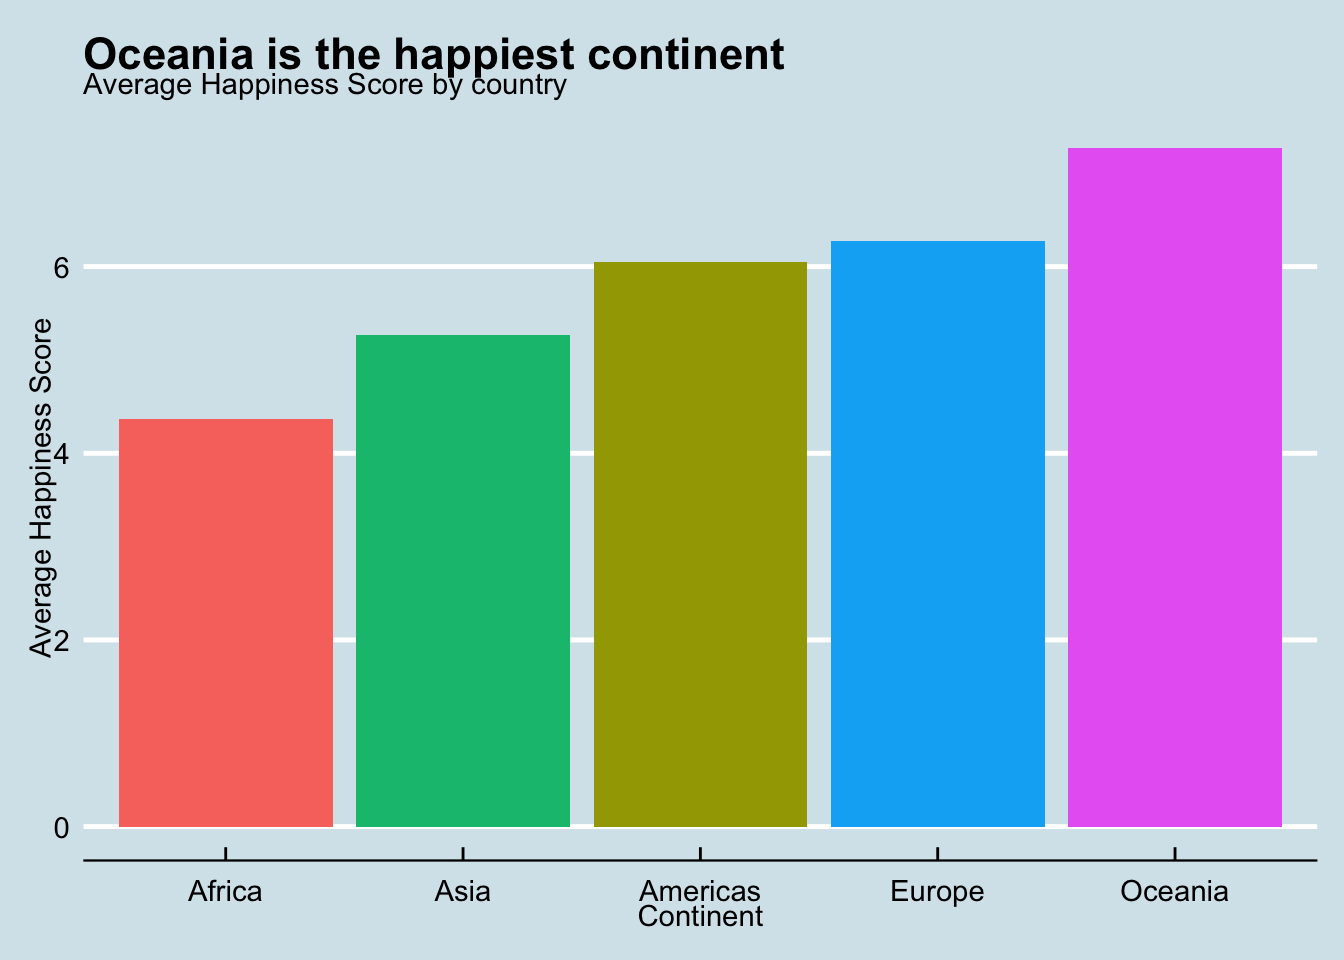 Oceania is the happiest continent
Average Happiness Score by country
Average Happiness Score
6
4
2
0
Africa
Asia
Americas
Europe
Oceania
Continent